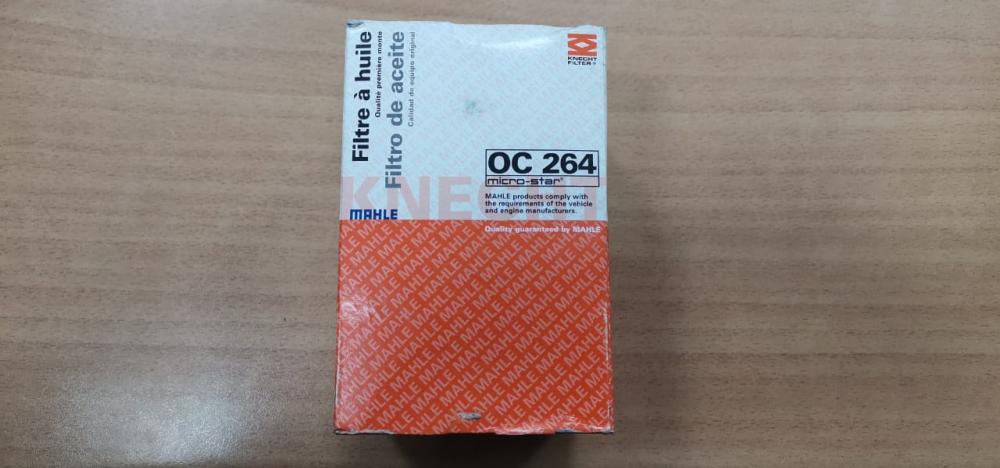 Filtre à huile
Qualité première monte
Filtro de aceite
Calidad de equipo original
KNECHT
FILTER®
OC 264
micro-star®
KNECHT
MAHLE products comply with
the requirements of the vehicle
and engine manufacturers.
MAHLE
Quality guaranteed by MAHLE
MAHLE MAHLE MAHLE MAHLE MAHLE